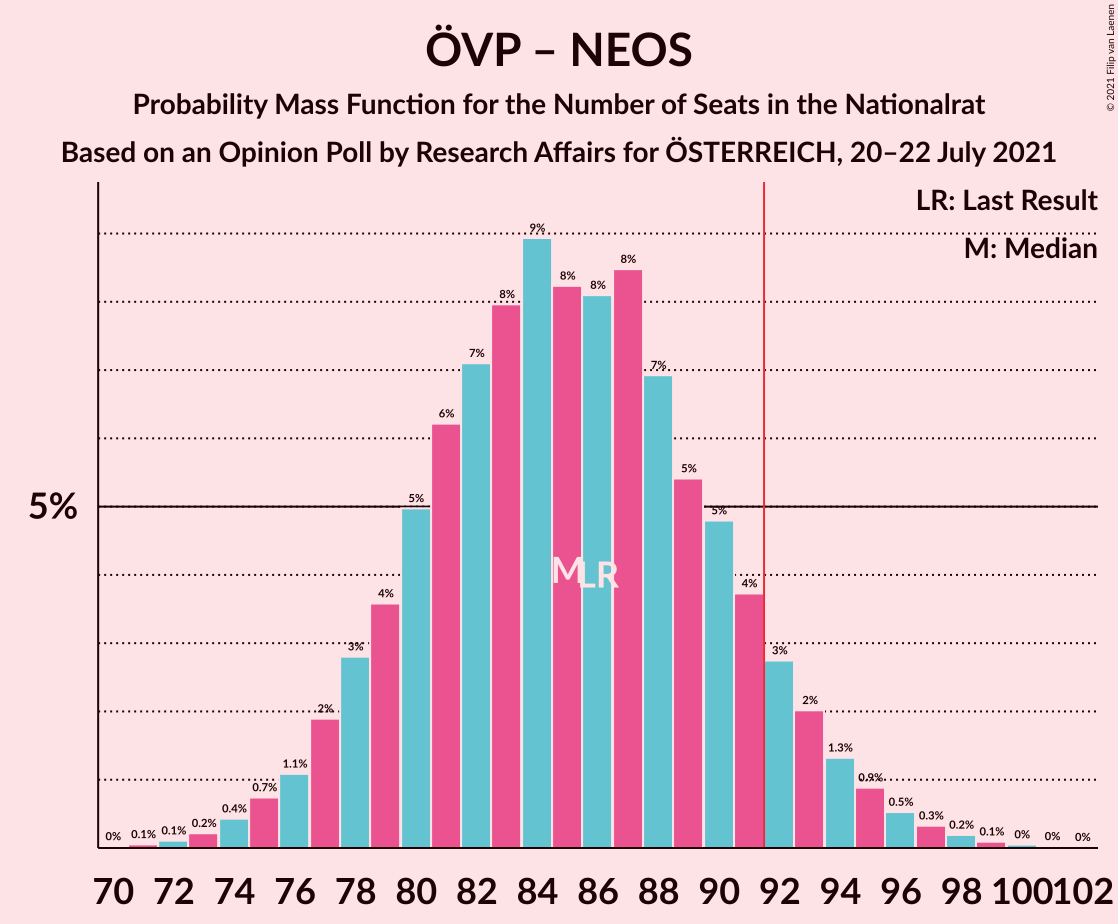 ÖVP – NEOS
Probability Mass Function for the Number of Seats in the Nationalrat
Based on an Opinion Poll by Research Affairs for ÖSTERREICH, 20–22 July 2021
© 2021 Filip van Laenen
LR: Last Result
M: Median
5%
0% 0.1% 0.1% 0.2% 0.4% 0.7% 1.1% 2% 3% 4% 5% 6% 7% 8% 9% 8% 8% 8% 7% 5% 5% 4% 3% 2% 1.3% 0.9% 0.5% 0.3% 0.2% 0.1% 0% 0% 0%
M LR
70 72 74 76 78 80 82 84 86 88 90 92 94 96 98 100 102